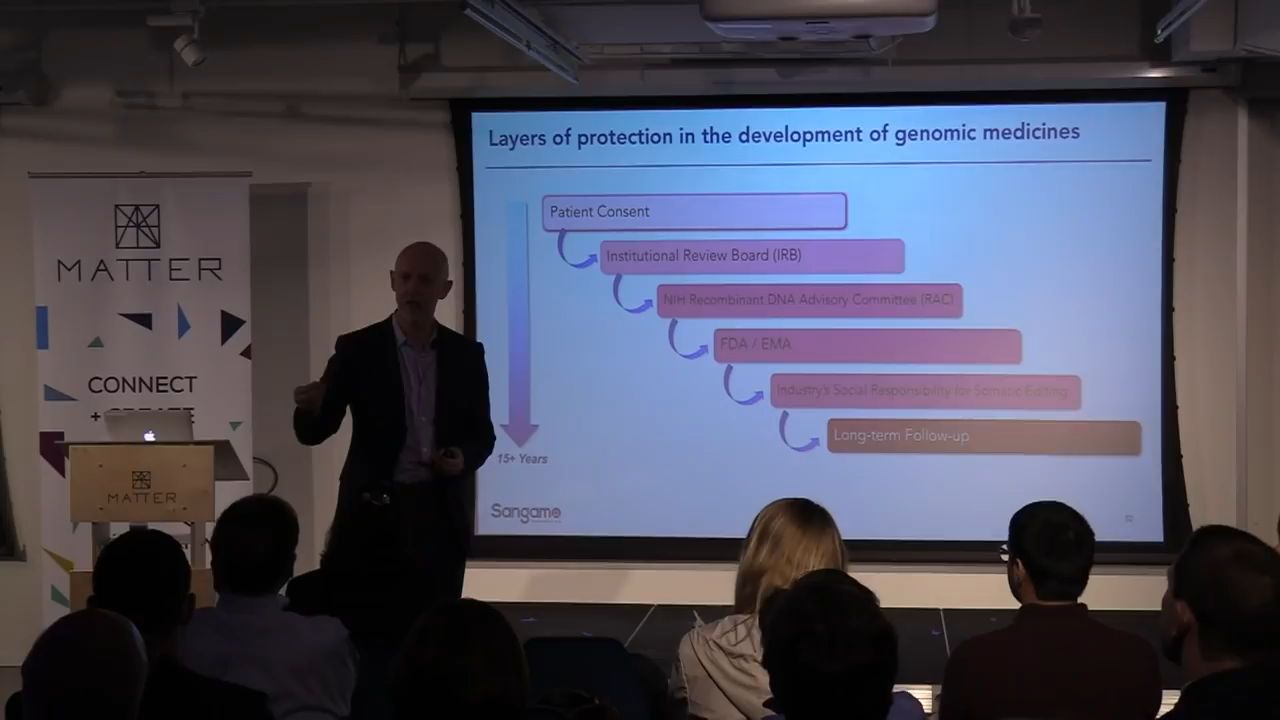 Layers of protection in the development of genomic medicines
Patient Consent
Institutional Review Board (IRB)
NIH Recombinant DNA Advisory Committee (RAC)
FDA / EMA
Industry's Social Responsibility for Somatic Editing
Long-term Follow-up
15+ Years
Sangamo
MATTER
CONNECT
+ CREATE
MATTER